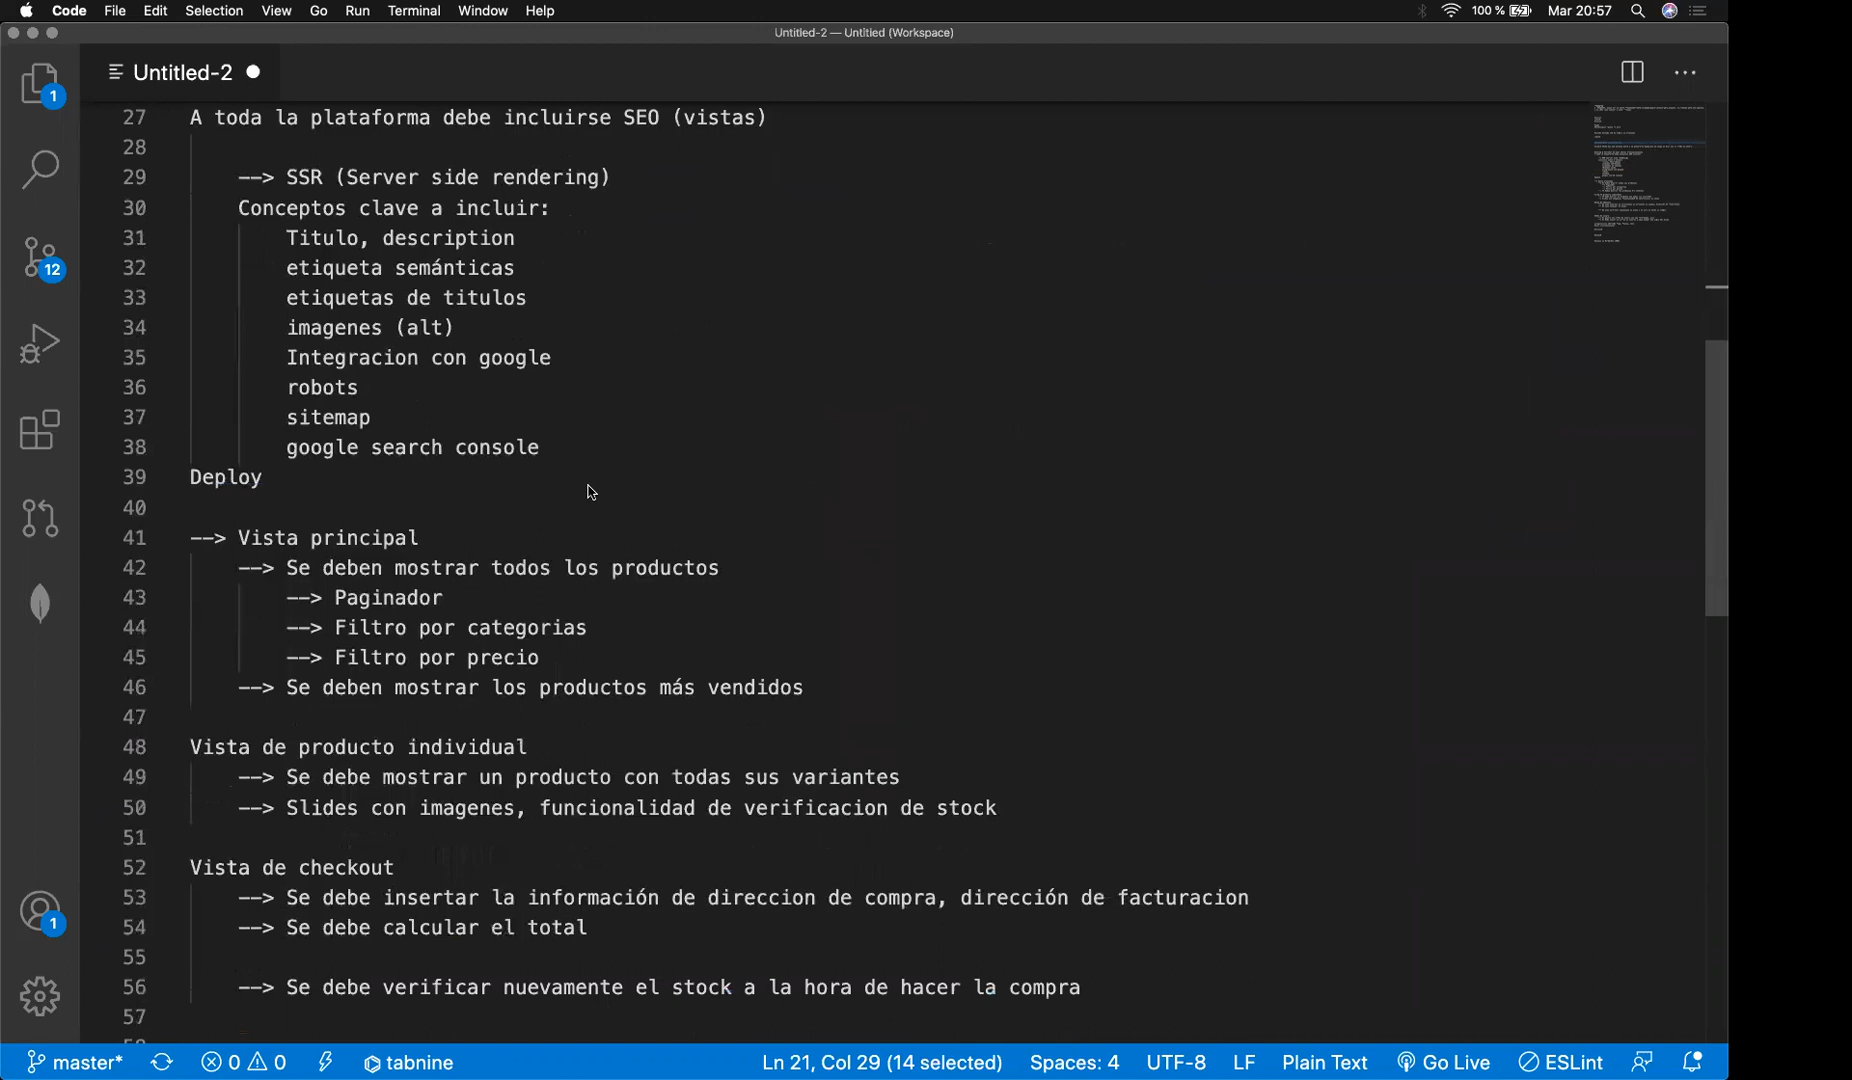 Code File Edit Selection View Go Run Terminal Window Help 100 % Mar 20:57
Untitled-2 — Untitled (Workspace)
Untitled-2
27 A toda la plataforma debe incluirse SEO (vistas)
28
29 --> SSR (Server side rendering)
30 Conceptos clave a incluir:
31 Titulo, description
32 etiqueta semánticas
33 etiquetas de titulos
34 imagenes (alt)
35 Integracion con google
36 robots
37 sitemap
38 google search console
39 Deploy
40
41 --> Vista principal
42 --> Se deben mostrar todos los productos
43 --> Paginador
44 --> Filtro por categorias
45 --> Filtro por precio
46 --> Se deben mostrar los productos más vendidos
47
48 Vista de producto individual
49 --> Se debe mostrar un producto con todas sus variantes
50 --> Slides con imagenes, funcionalidad de verificacion de stock
51
52 Vista de checkout
53 --> Se debe insertar la información de direccion de compra, dirección de facturacion
54 --> Se debe calcular el total
55
56 --> Se debe verificar nuevamente el stock a la hora de hacer la compra
57
1
12
1
master* 0 0 tabnine Ln 21, Col 29 (14 selected) Spaces: 4 UTF-8 LF Plain Text Go Live ESLint